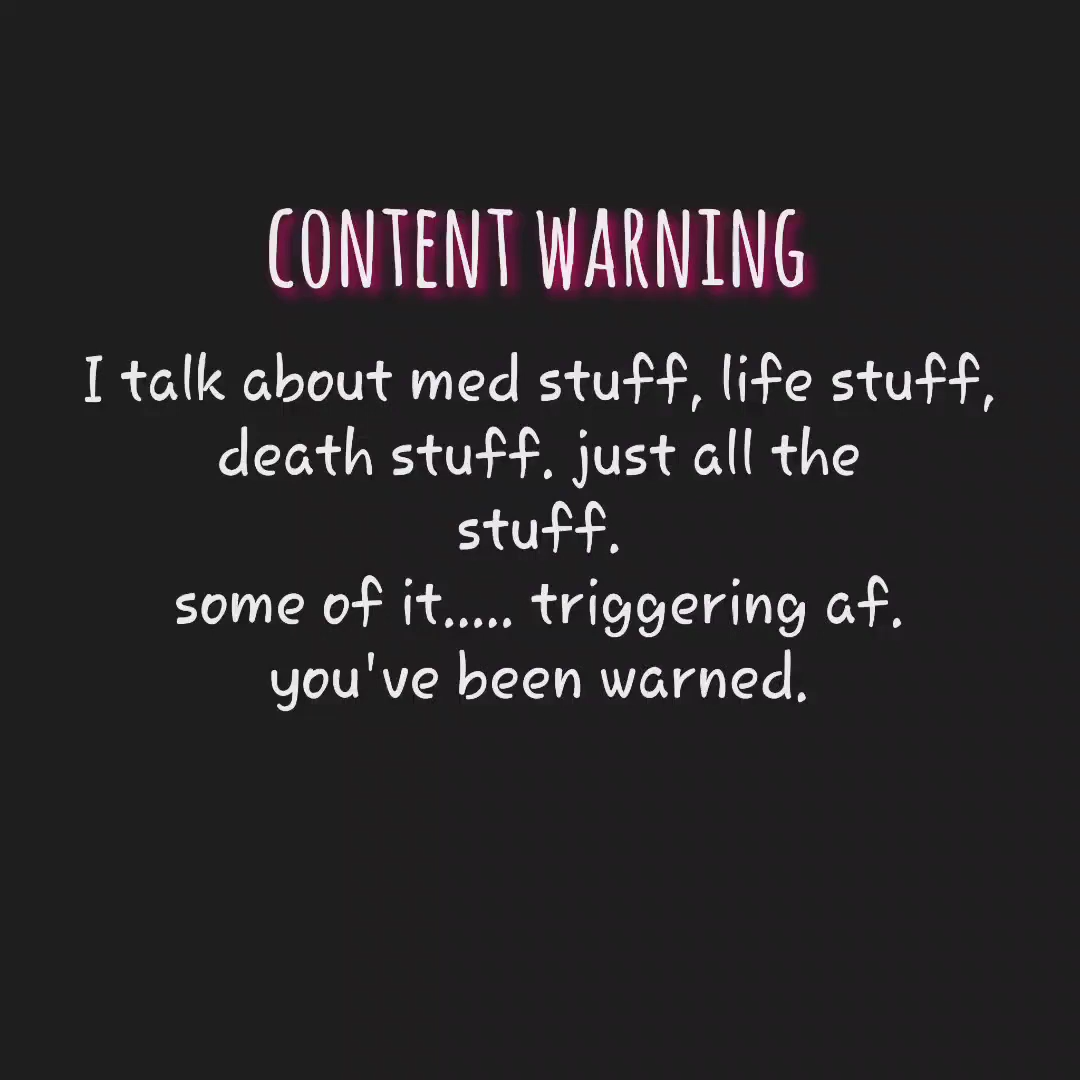 CONTENT WARNING
I talk about med stuff, life stuff,
death stuff. just all the
stuff.
some of it..... triggering af.
you've been warned.